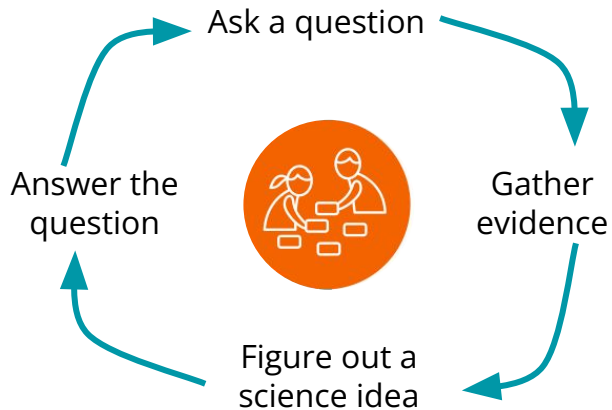 Ask a question
Gather
evidence
Figure out a
science idea
Answer the
question